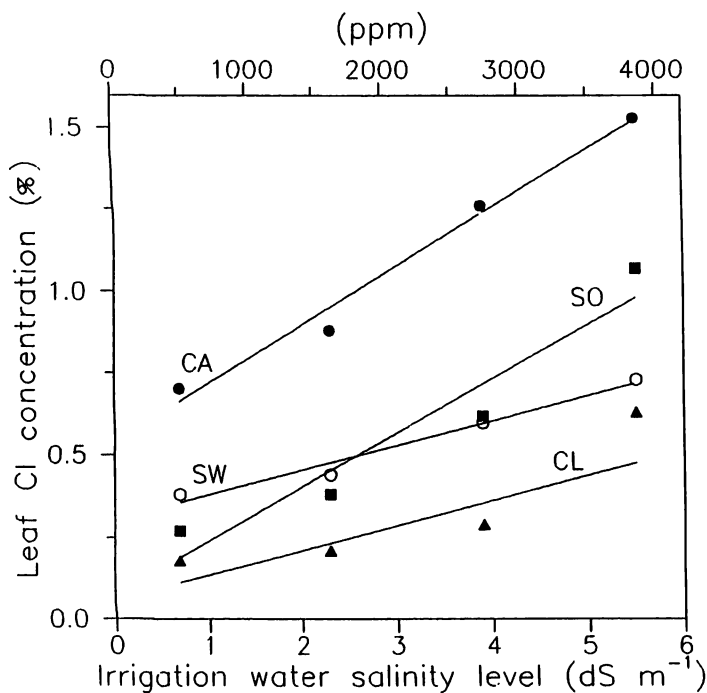 (ppm)
0 1000 2000 3000 4000
1.5
1.0
0.5
0.0
Leaf Cl concentration (%)
CA
SO
SW
CL
0 1 2 3 4 5 6
Irrigation water salinity level (dS m⁻¹)